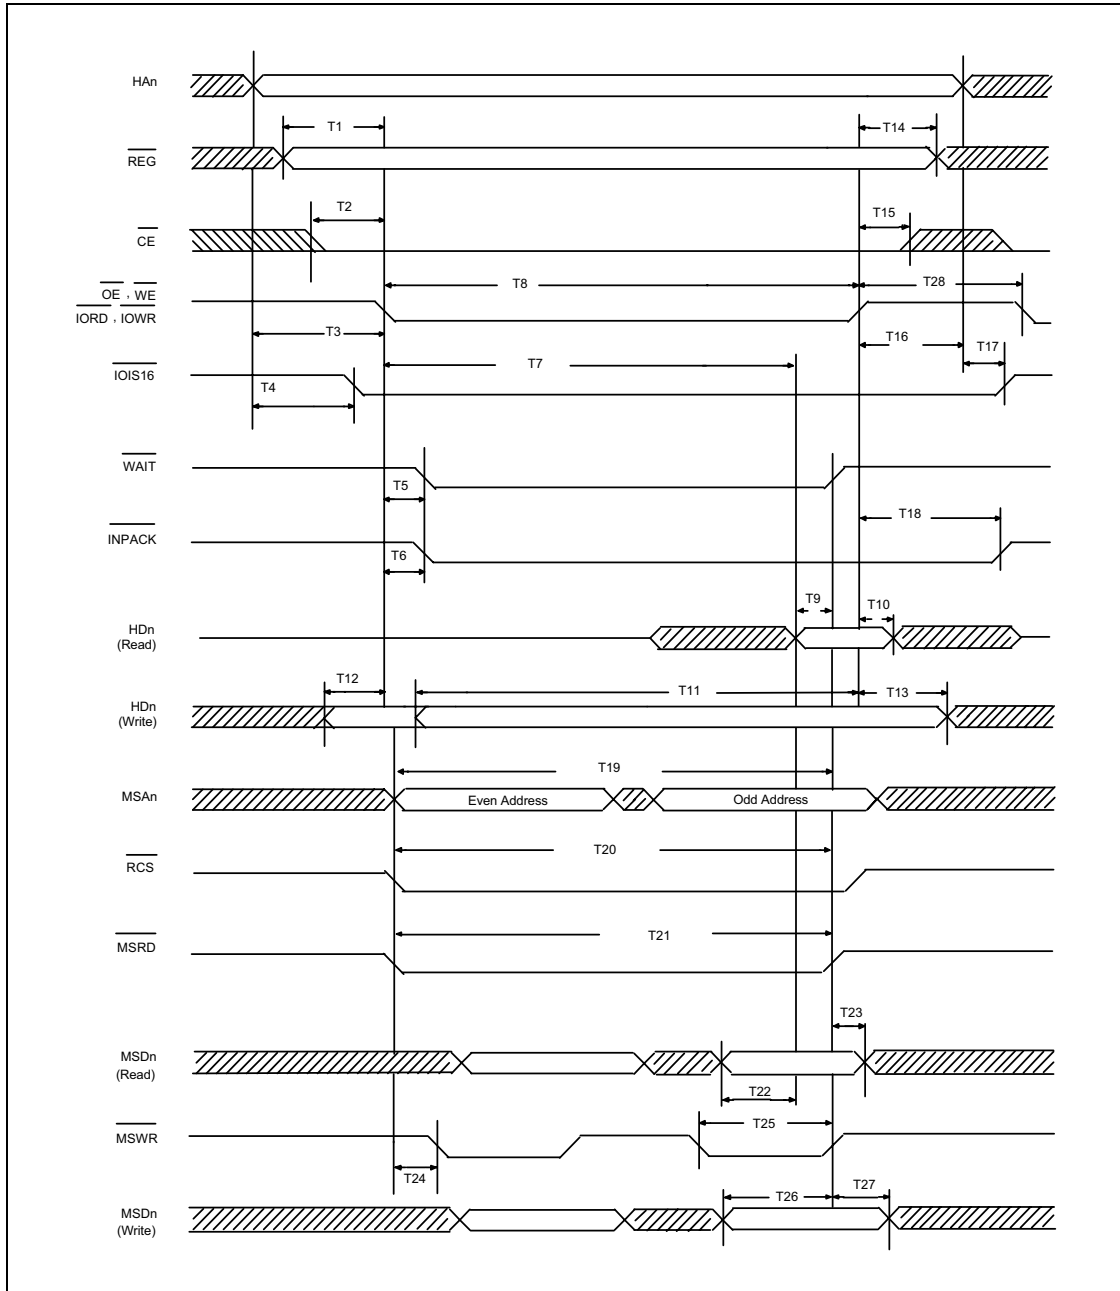 HAn
T1
T14
REG
T2
T15
CE
T8
T28
OE , WE
IORD , IOWR
T3
T16
T7
T17
IOIS16
T4
WAIT
T5
T18
INPACK
T6
T9
T10
HDn
(Read)
T12
T11
T13
HDn
(Write)
T19
MSAn
Even Address
Odd Address
T20
RCS
T21
MSRD
T23
MSDn
(Read)
T22
T25
MSWR
T24
T26
T27
MSDn
(Write)